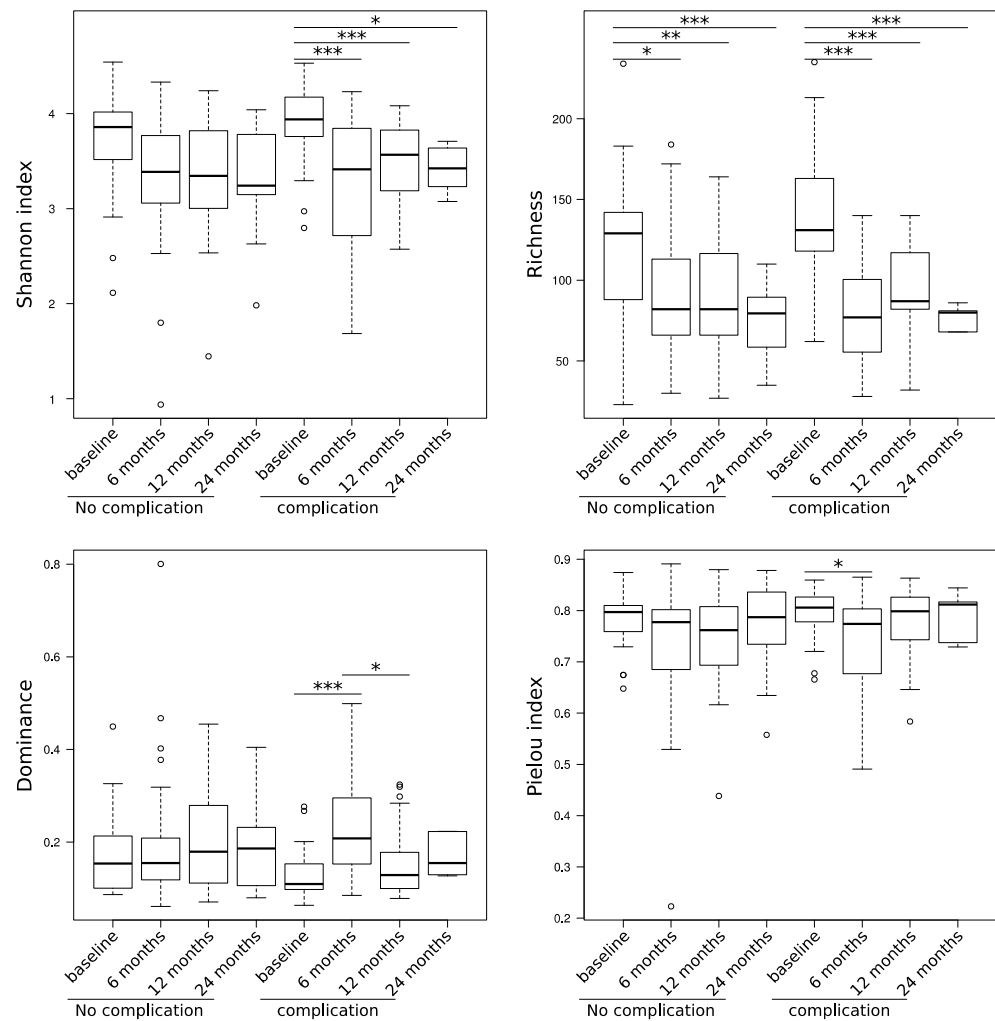 *
***
***
Shannon index
4
3
2
1
baseline
6 months
12 months
24 months
baseline
6 months
12 months
24 months
No complication
complication
***
***
**
***
*
***
Richness
200
150
100
50
baseline
6 months
12 months
24 months
baseline
6 months
12 months
24 months
No complication
complication
*
***
Dominance
0.8
0.6
0.4
0.2
baseline
6 months
12 months
24 months
baseline
6 months
12 months
24 months
No complication
complication
*
Pielou index
0.9
0.8
0.7
0.6
0.5
0.4
0.3
0.2
baseline
6 months
12 months
24 months
baseline
6 months
12 months
24 months
No complication
complication